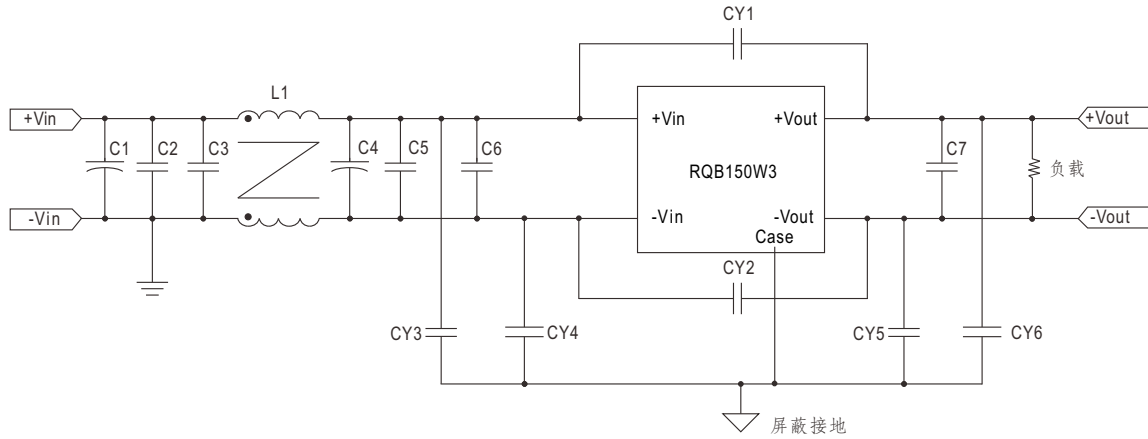 CY1
L1
+Vin
C1
C2
C3
C4
C5
C6
+Vin
+Vout
C7
+Vout
RQB150W3
负载
-Vin
-Vin
-Vout
-Vout
Case
CY2
CY3
CY4
CY5
CY6
屏蔽接地